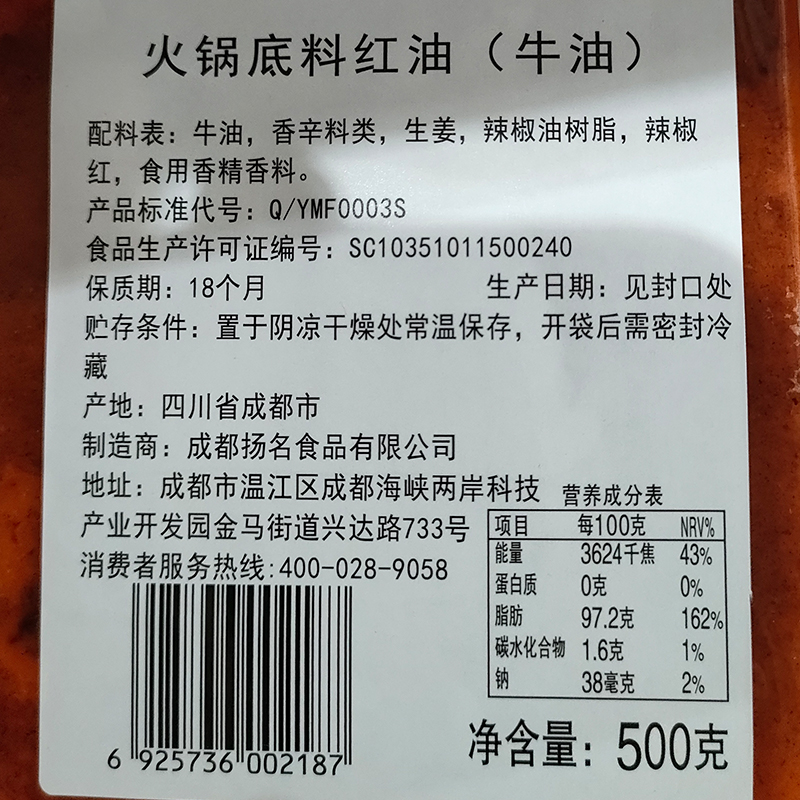 火锅底料红油（牛油）
配料表：牛油，香辛料类，生姜，辣椒油树脂，辣椒
红，食用香精香料。
产品标准代号：Q/YMF0003S
食品生产许可证编号：SC10351011500240
保质期：18个月 生产日期：见封口处
贮存条件：置于阴凉干燥处常温保存，开袋后需密封冷
藏
产地：四川省成都市
制造商：成都扬名食品有限公司
地址：成都市温江区成都海峡两岸科技
产业开发园金马街道兴达路733号
消费者服务热线:400-028-9058
营养成分表
项目 每100克 NRV%
能量 3624千焦 43%
蛋白质 0克 0%
脂肪 97.2克 162%
碳水化合物 1.6克 1%
钠 38毫克 2%
净含量：500克
6 925736 002187